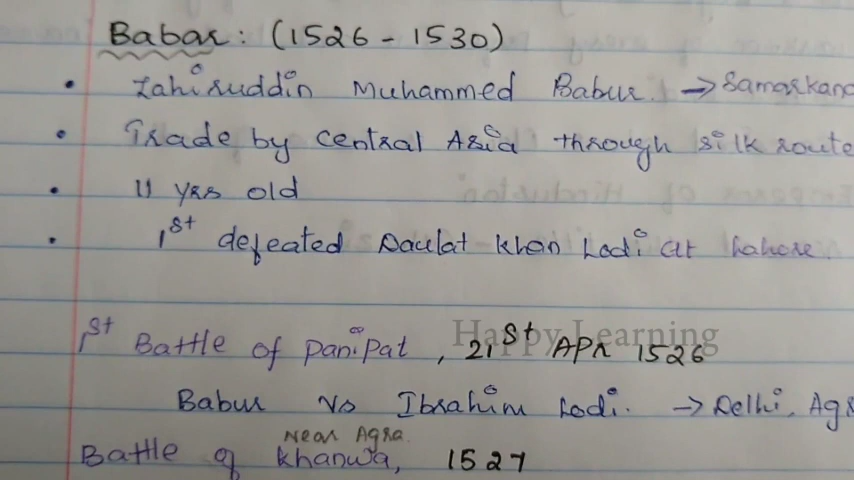 Babar: (1526 - 1530)
• Zahiruddin Muhammed Babur. → Samarkand
• Trade by Central Asia through silk route
• 11 yrs old
• 1st defeated Daulat Khan Lodi at Lahore.
1st Battle of Panipat, 21st Apr 1526
Happy Learning
Babur Vs Ibrahim Lodi. → Delhi, Agr
Near Agra
Battle of Khanwa, 1527